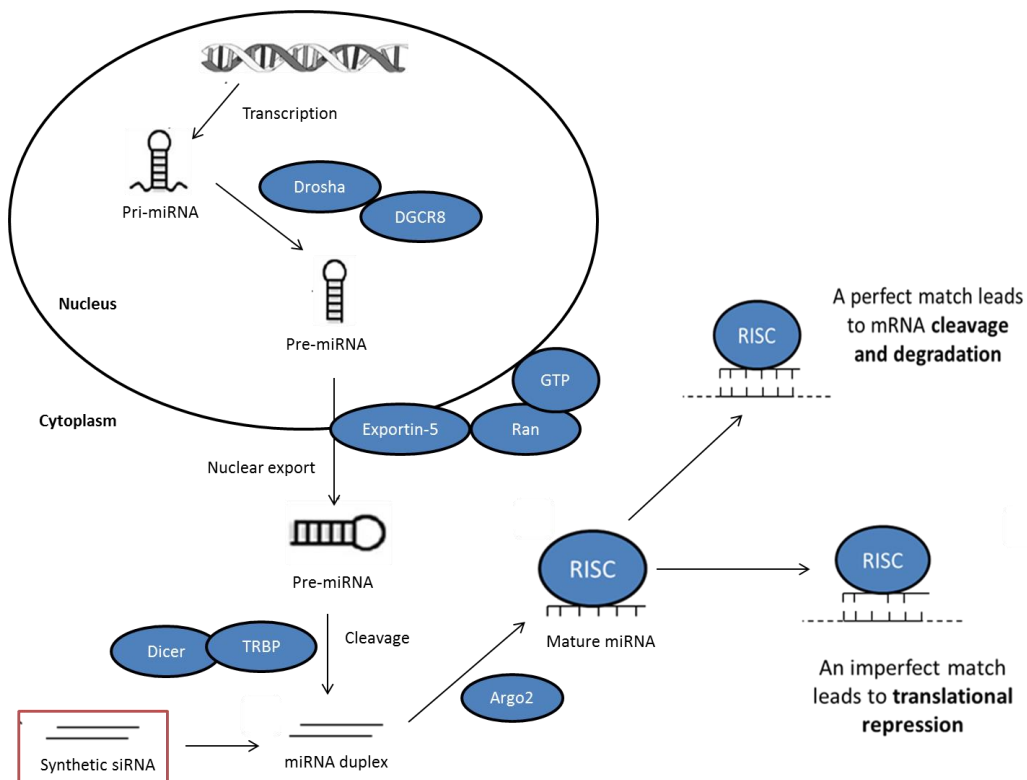 Transcription
Pri-miRNA
Drosha
DGCR8
Nucleus
Pre-miRNA
Cytoplasm
GTP
Exportin-5
Ran
Nuclear export
Pre-miRNA
Dicer
TRBP
Cleavage
Synthetic siRNA
miRNA duplex
Argo2
RISC
Mature miRNA
RISC
A perfect match leads
to mRNA cleavage
and degradation
RISC
An imperfect match
leads to translational
repression